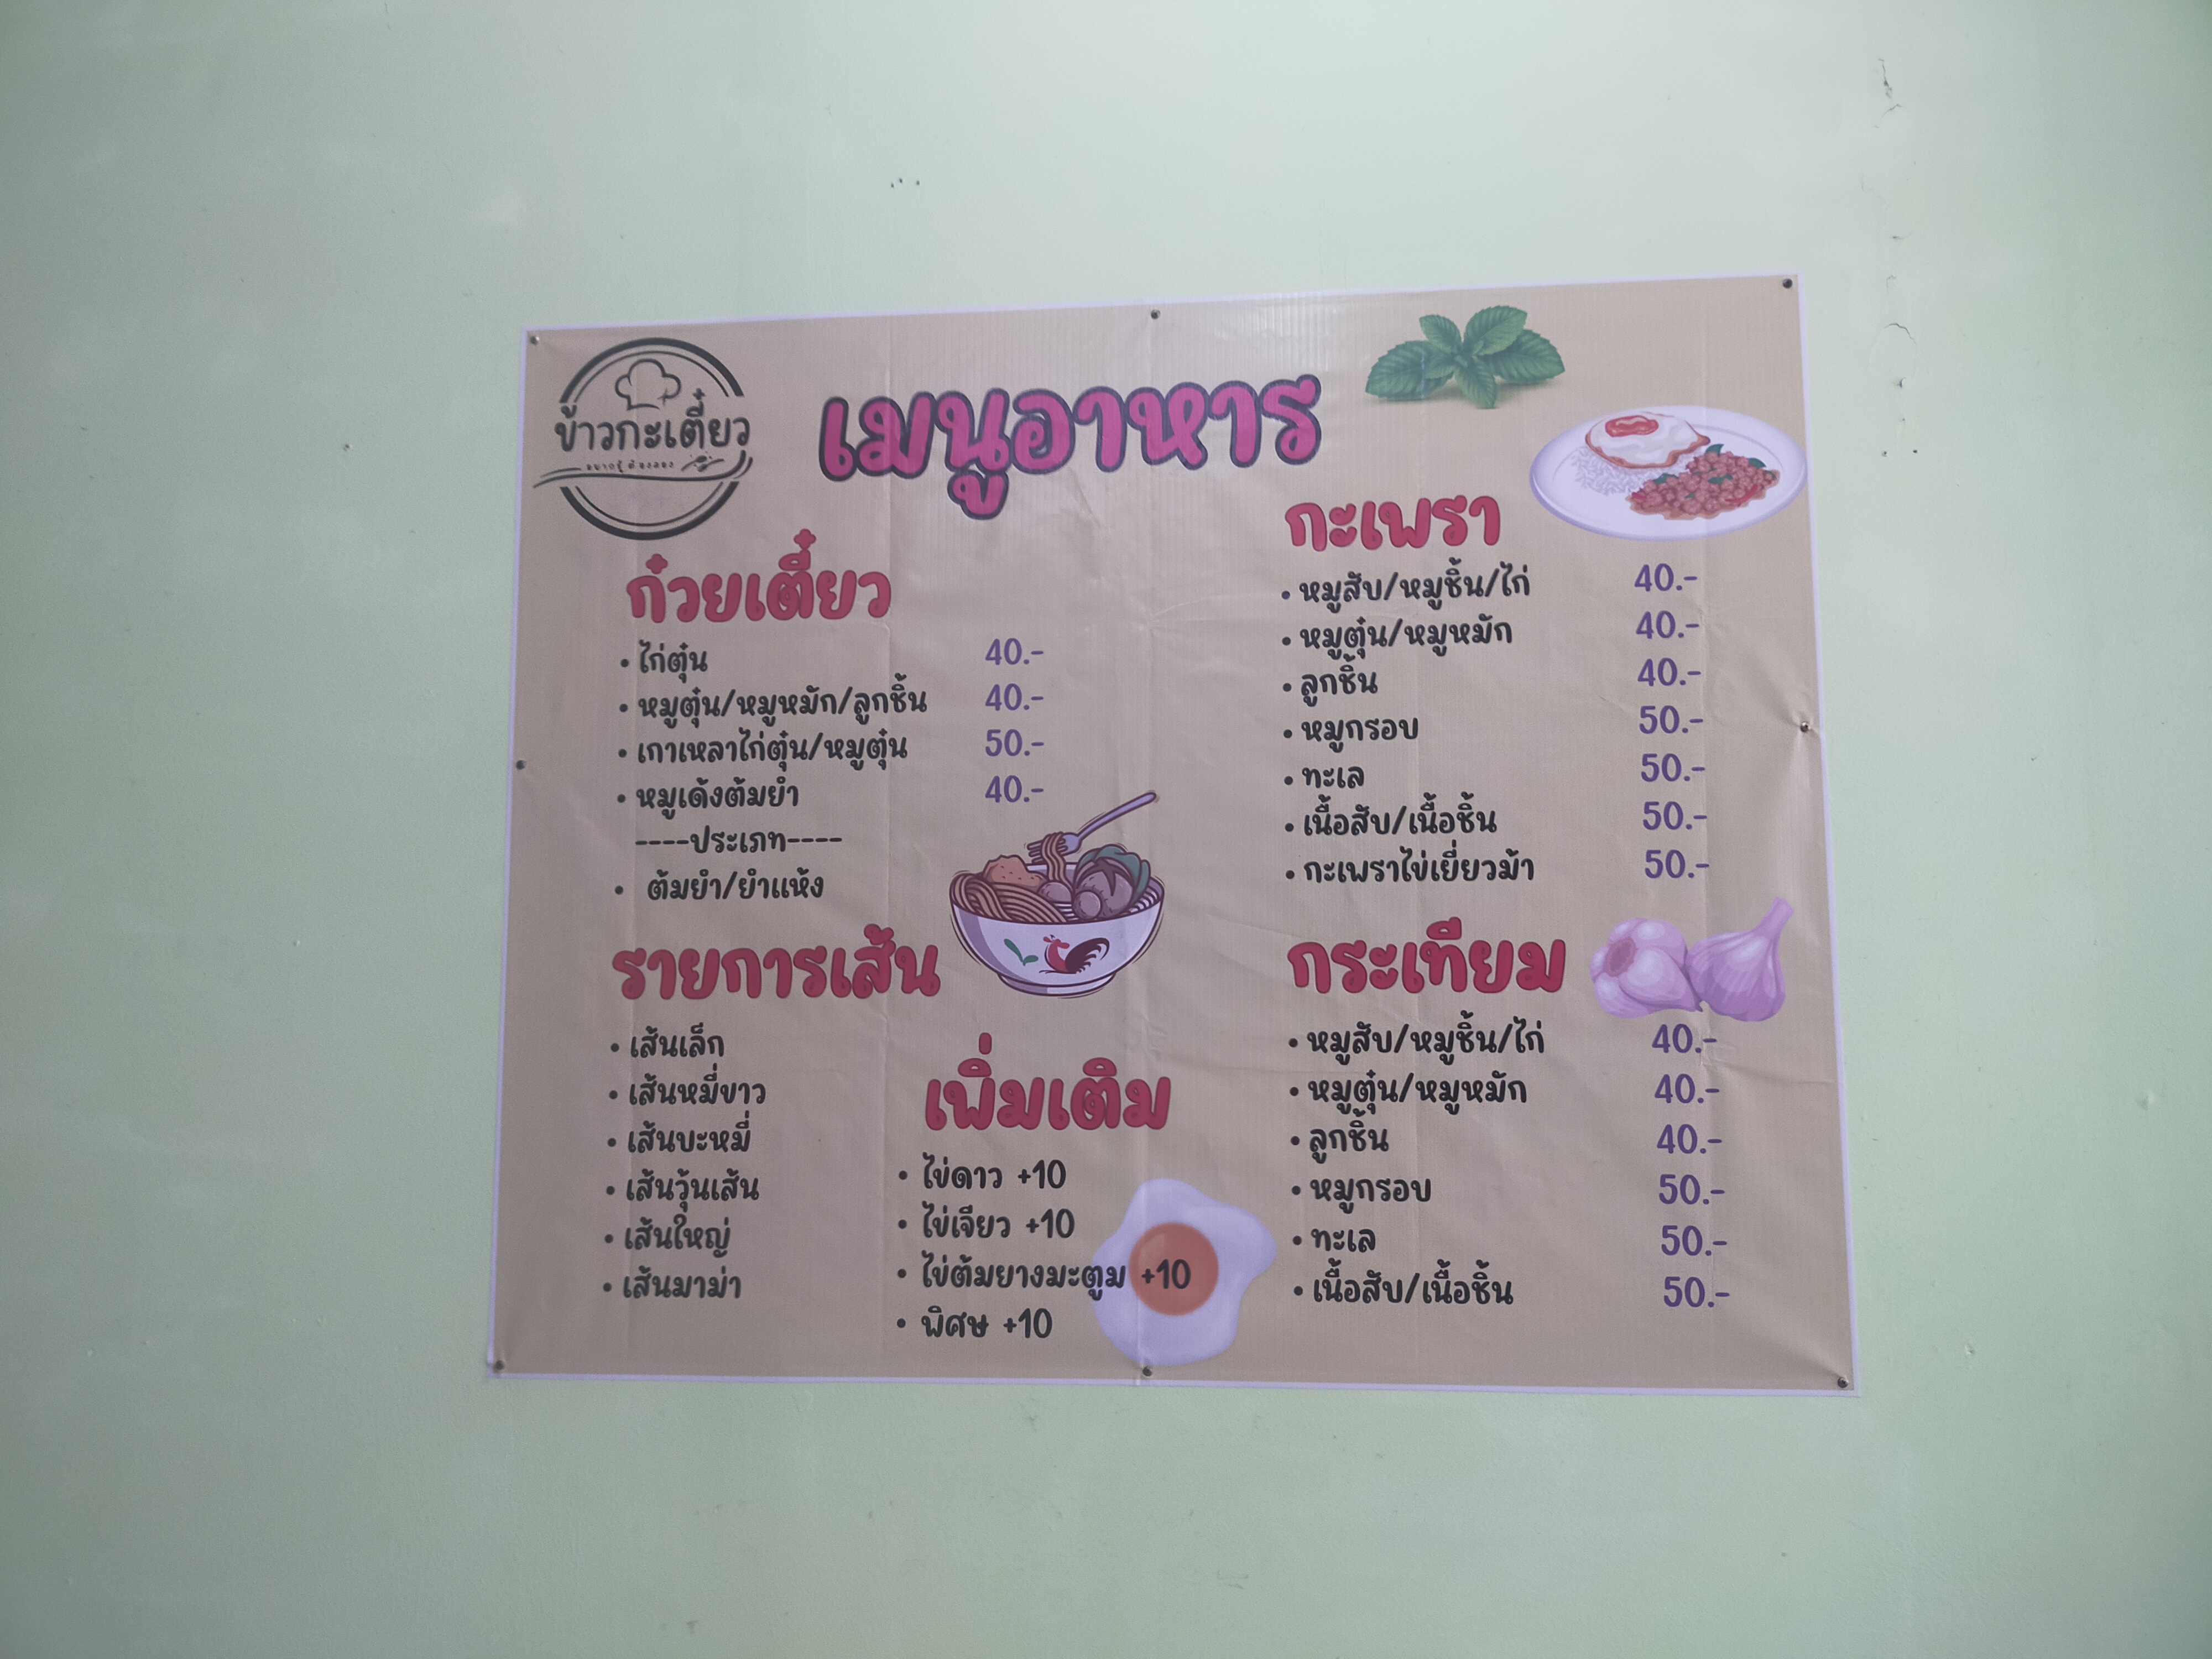 ข้าวกะเตี๋ยว
อยากรู้ ต้องลอง
เมนูอาหาร
ก๋วยเตี๋ยว
• ไก่ตุ๋น 40.-
• หมูตุ๋น/หมูหมัก/ลูกชิ้น 40.-
• เกาเหลาไก่ตุ๋น/หมูตุ๋น 50.-
• หมูเด้งต้มยำ 40.-
----ประเภท----
• ต้มยำ/ยำแห้ง
รายการเส้น
• เส้นเล็ก
• เส้นหมี่ขาว
• เส้นบะหมี่
• เส้นวุ้นเส้น
• เส้นใหญ่
• เส้นมาม่า
เพิ่มเติม
• ไข่ดาว +10
• ไข่เจียว +10
• ไข่ต้มยางมะตูม +10
• พิศษ +10
กะเพรา
• หมูสับ/หมูชิ้น/ไก่ 40.-
• หมูตุ๋น/หมูหมัก 40.-
• ลูกชิ้น 40.-
• หมูกรอบ 50.-
• ทะเล 50.-
• เนื้อสับ/เนื้อชิ้น 50.-
• กะเพราไข่เยี่ยวม้า 50.-
กระเทียม
• หมูสับ/หมูชิ้น/ไก่ 40.-
• หมูตุ๋น/หมูหมัก 40.-
• ลูกชิ้น 40.-
• หมูกรอบ 50.-
• ทะเล 50.-
• เนื้อสับ/เนื้อชิ้น 50.-